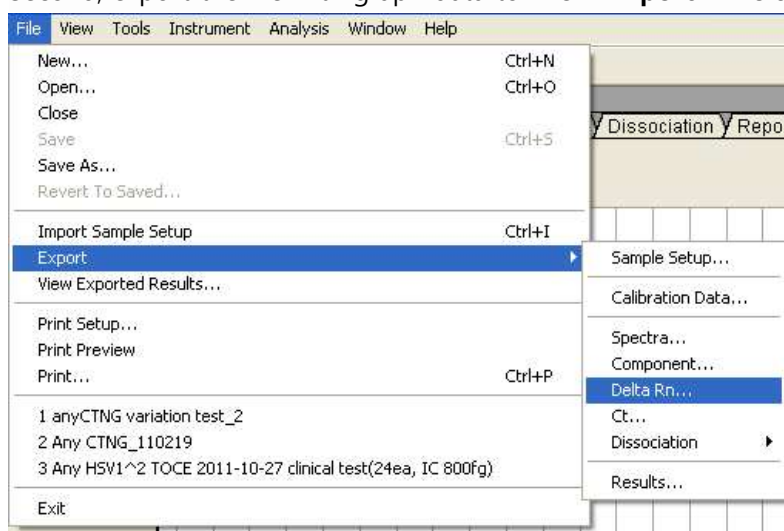 File View Tools Instrument Analysis Window Help
New... Ctrl+N
Open... Ctrl+O
Close
Save Ctrl+S
Save As...
Revert To Saved...
Import Sample Setup Ctrl+I
Export
View Exported Results...
Print Setup...
Print Preview
Print... Ctrl+P
1 anyCTNG variation test_2
2 Any CTNG_110219
3 Any HSV1^2 TOCE 2011-10-27 clinical test(24ea, IC 800fg)
Exit
Dissociation Repo
Sample Setup...
Calibration Data...
Spectra...
Component...
Delta Rn...
Ct...
Dissociation
Results...